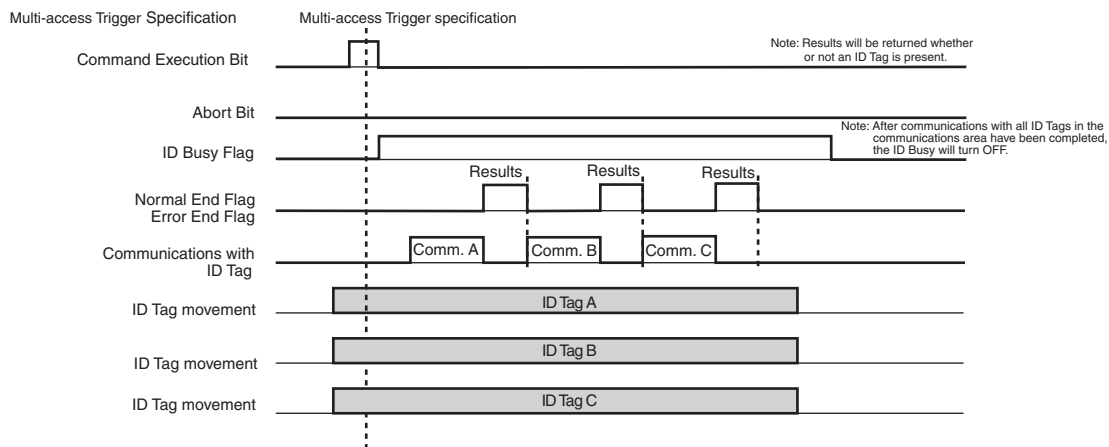 Multi-access Trigger Specification
Multi-access Trigger specification
Command Execution Bit
Note: Results will be returned whether
or not an ID Tag is present.
Abort Bit
ID Busy Flag
Note: After communications with all ID Tags in the
communications area have been completed,
the ID Busy will turn OFF.
Results
Results
Results
Normal End Flag
Error End Flag
Communications with
ID Tag
Comm. A
Comm. B
Comm. C
ID Tag movement
ID Tag A
ID Tag movement
ID Tag B
ID Tag movement
ID Tag C